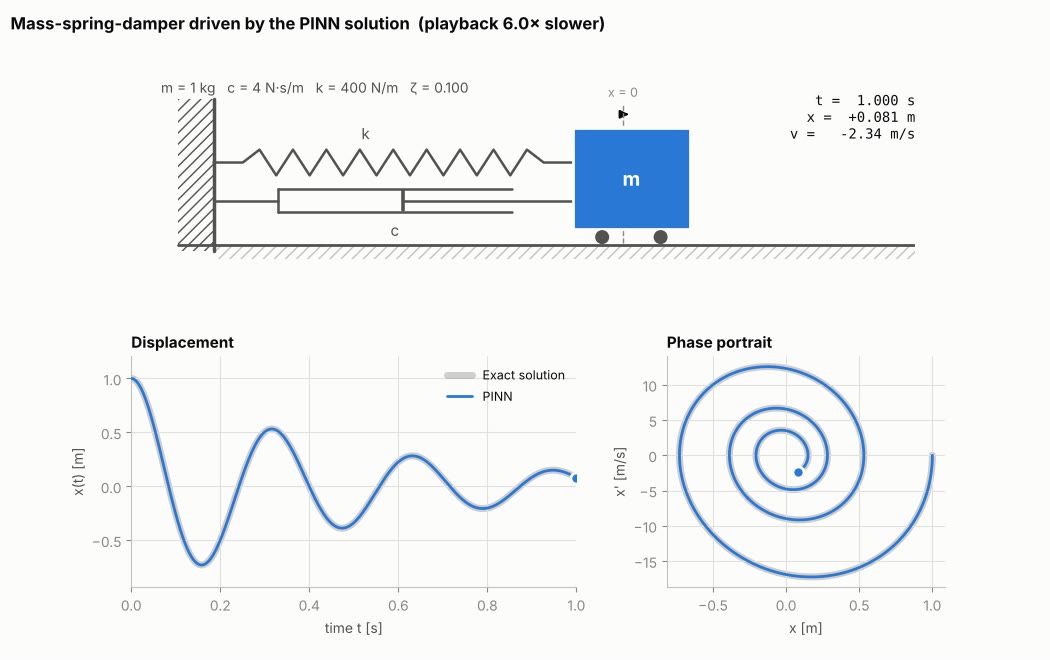 Mass-spring-damper driven by the PINN solution (playback 6.0× slower)
m = 1 kg c = 4 N·s/m k = 400 N/m ζ = 0.100
x = 0
t = 1.000 s
x = +0.081 m
v = -2.34 m/s
k
m
c
Displacement
Exact solution
PINN
1.0
0.5
0.0
−0.5
x(t) [m]
0.0 0.2 0.4 0.6 0.8 1.0
time t [s]
Phase portrait
10
5
0
−5
−10
−15
x' [m/s]
−0.5 0.0 0.5 1.0
x [m]